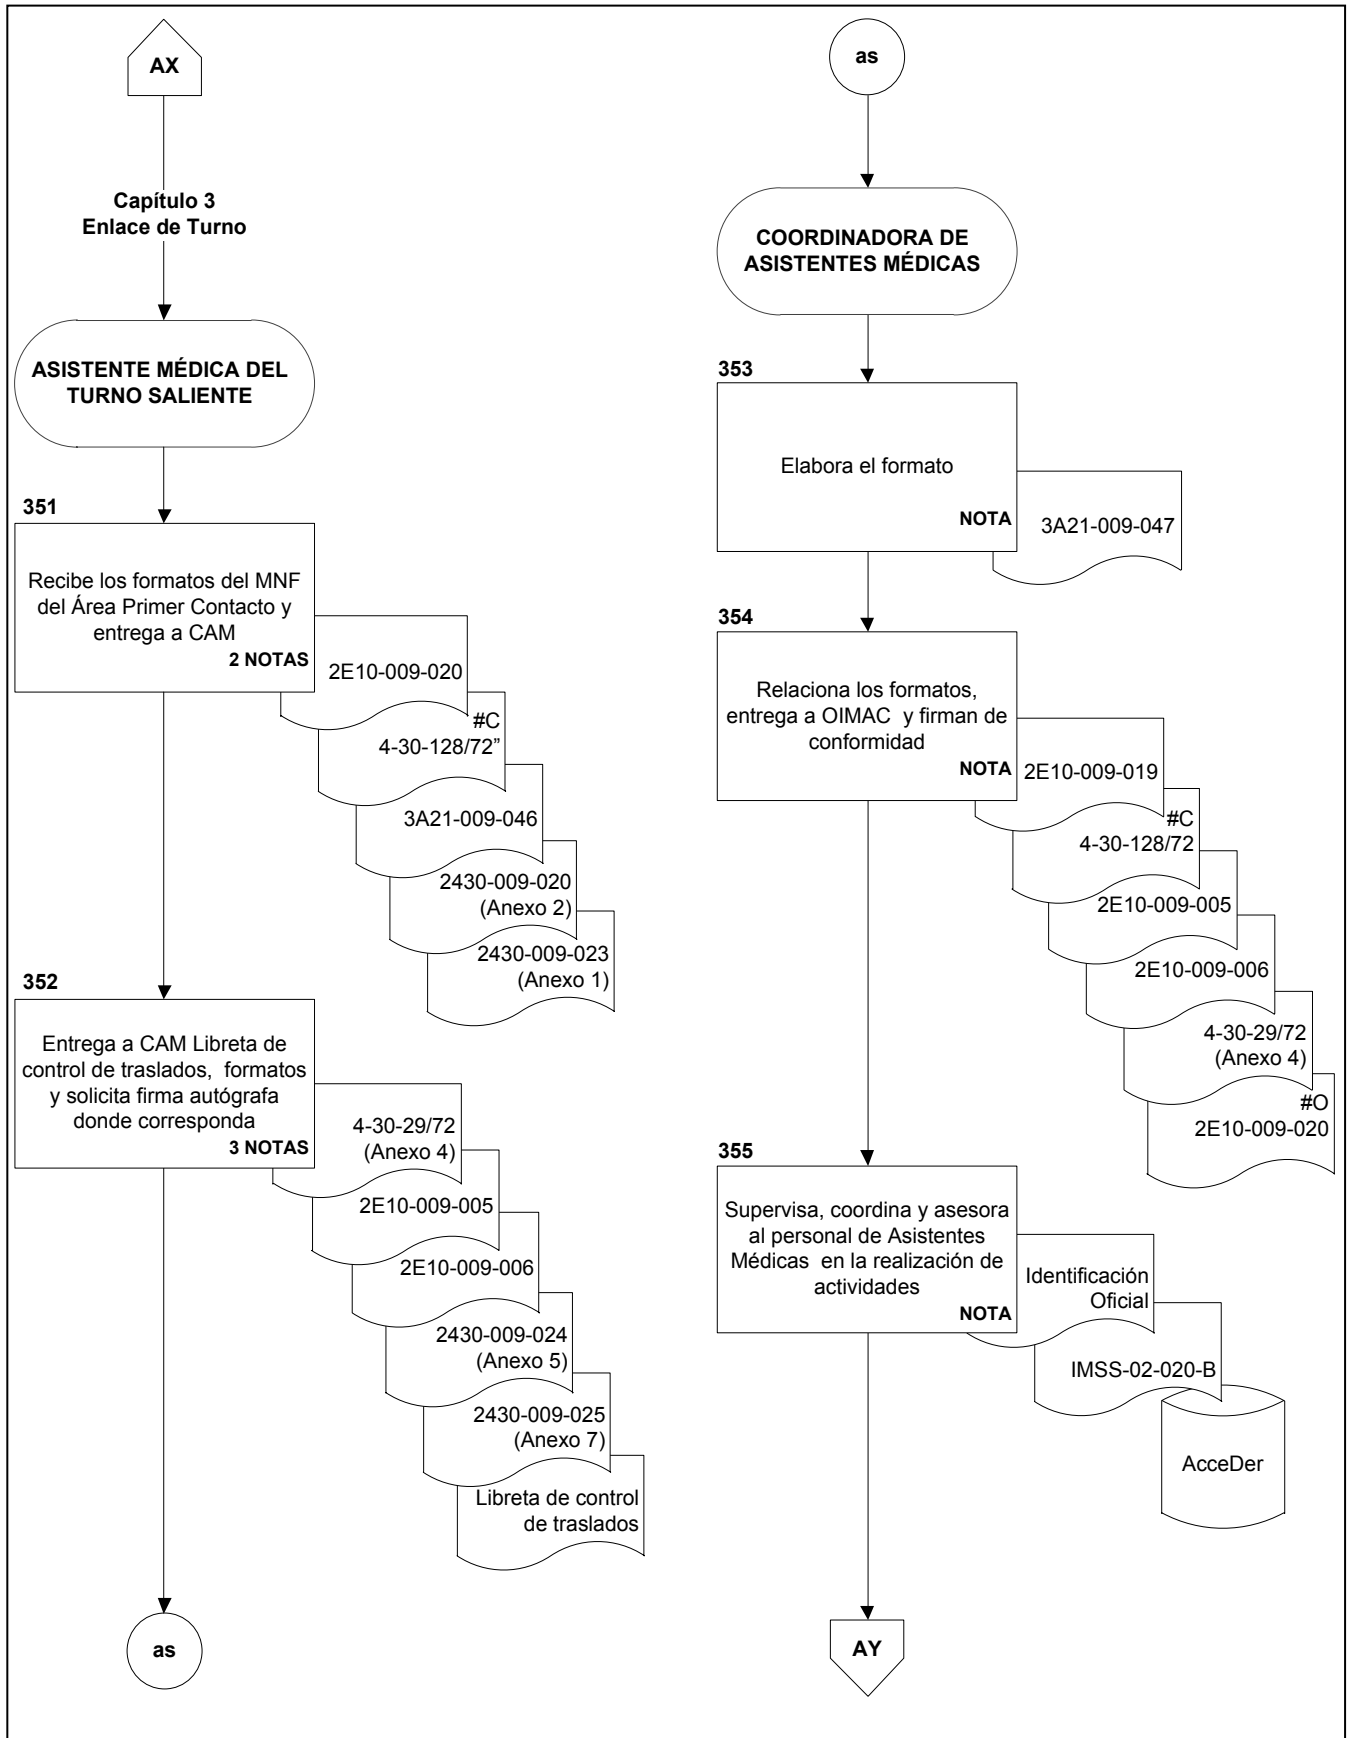 AX
Capítulo 3
Enlace de Turno
ASISTENTE MÉDICA DEL
TURNO SALIENTE
351
Recibe los formatos del MNF
del Área Primer Contacto y
entrega a CAM
2 NOTAS
2E10-009-020
#C
4-30-128/72”
3A21-009-046
2430-009-020
(Anexo 2)
2430-009-023
(Anexo 1)
352
Entrega a CAM Libreta de
control de traslados, formatos
y solicita firma autógrafa
donde corresponda
3 NOTAS
4-30-29/72
(Anexo 4)
2E10-009-005
2E10-009-006
2430-009-024
(Anexo 5)
2430-009-025
(Anexo 7)
Libreta de control
de traslados
as
as
COORDINADORA DE
ASISTENTES MÉDICAS
353
Elabora el formato
NOTA
3A21-009-047
354
Relaciona los formatos,
entrega a OIMAC y firman de
conformidad
NOTA
2E10-009-019
#C
4-30-128/72
2E10-009-005
2E10-009-006
4-30-29/72
(Anexo 4)
#O
2E10-009-020
355
Supervisa, coordina y asesora
al personal de Asistentes
Médicas en la realización de
actividades
NOTA
Identificación
Oficial
IMSS-02-020-B
AcceDer
AY